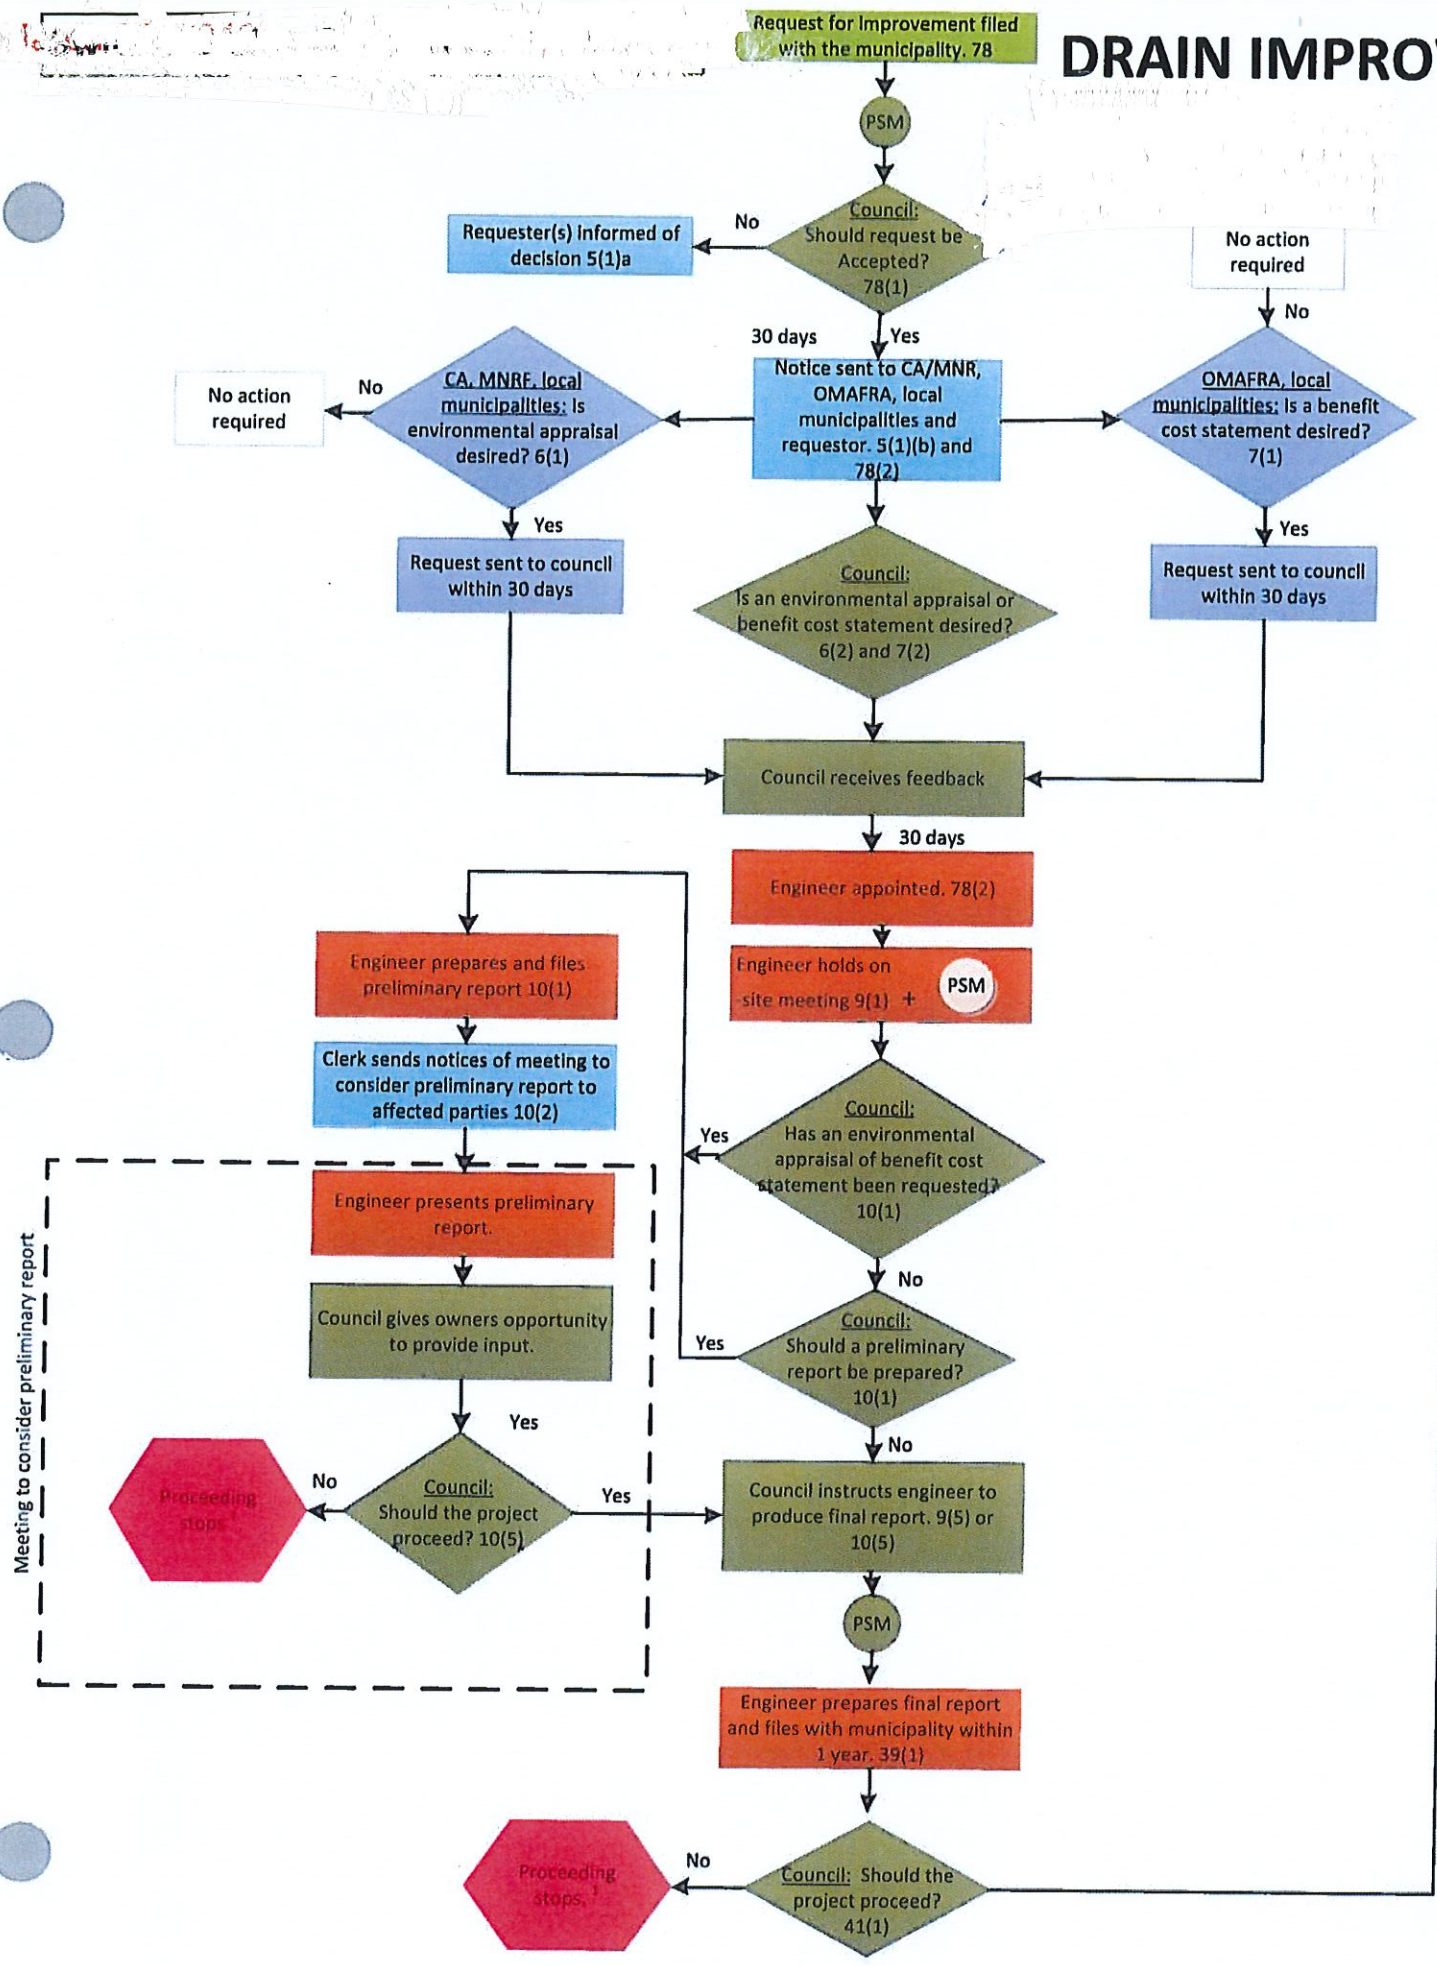 Request for Improvement filed
with the municipality. 78
DRAIN IMPRO
PSM
Council:
Should request be
Accepted?
78(1)
No
Requester(s) informed of
decision 5(1)a
No action
required
No
30 days
Yes
Notice sent to CA/MNR,
OMAFRA, local
municipalities and
requestor. 5(1)(b) and
78(2)
CA, MNRF, local
municipalities: Is
environmental appraisal
desired? 6(1)
No
No action
required
OMAFRA, local
municipalities: Is a benefit
cost statement desired?
7(1)
Yes
Request sent to council
within 30 days
Yes
Request sent to council
within 30 days
Council:
Is an environmental appraisal or
benefit cost statement desired?
6(2) and 7(2)
Council receives feedback
30 days
Engineer appointed. 78(2)
Engineer holds on
-site meeting 9(1) +
PSM
Engineer prepares and files
preliminary report 10(1)
Clerk sends notices of meeting to
consider preliminary report to
affected parties 10(2)
Council:
Has an environmental
appraisal of benefit cost
statement been requested?
10(1)
Yes
No
Meeting to consider preliminary report
Engineer presents preliminary
report.
Council gives owners opportunity
to provide input.
Council:
Should a preliminary
report be prepared?
10(1)
Yes
No
Yes
Council:
Should the project
proceed? 10(5)
No
Proceeding
stops.
Yes
Council instructs engineer to
produce final report. 9(5) or
10(5)
PSM
Engineer prepares final report
and files with municipality within
1 year. 39(1)
Council: Should the
project proceed?
41(1)
No
Proceeding
stops. 1